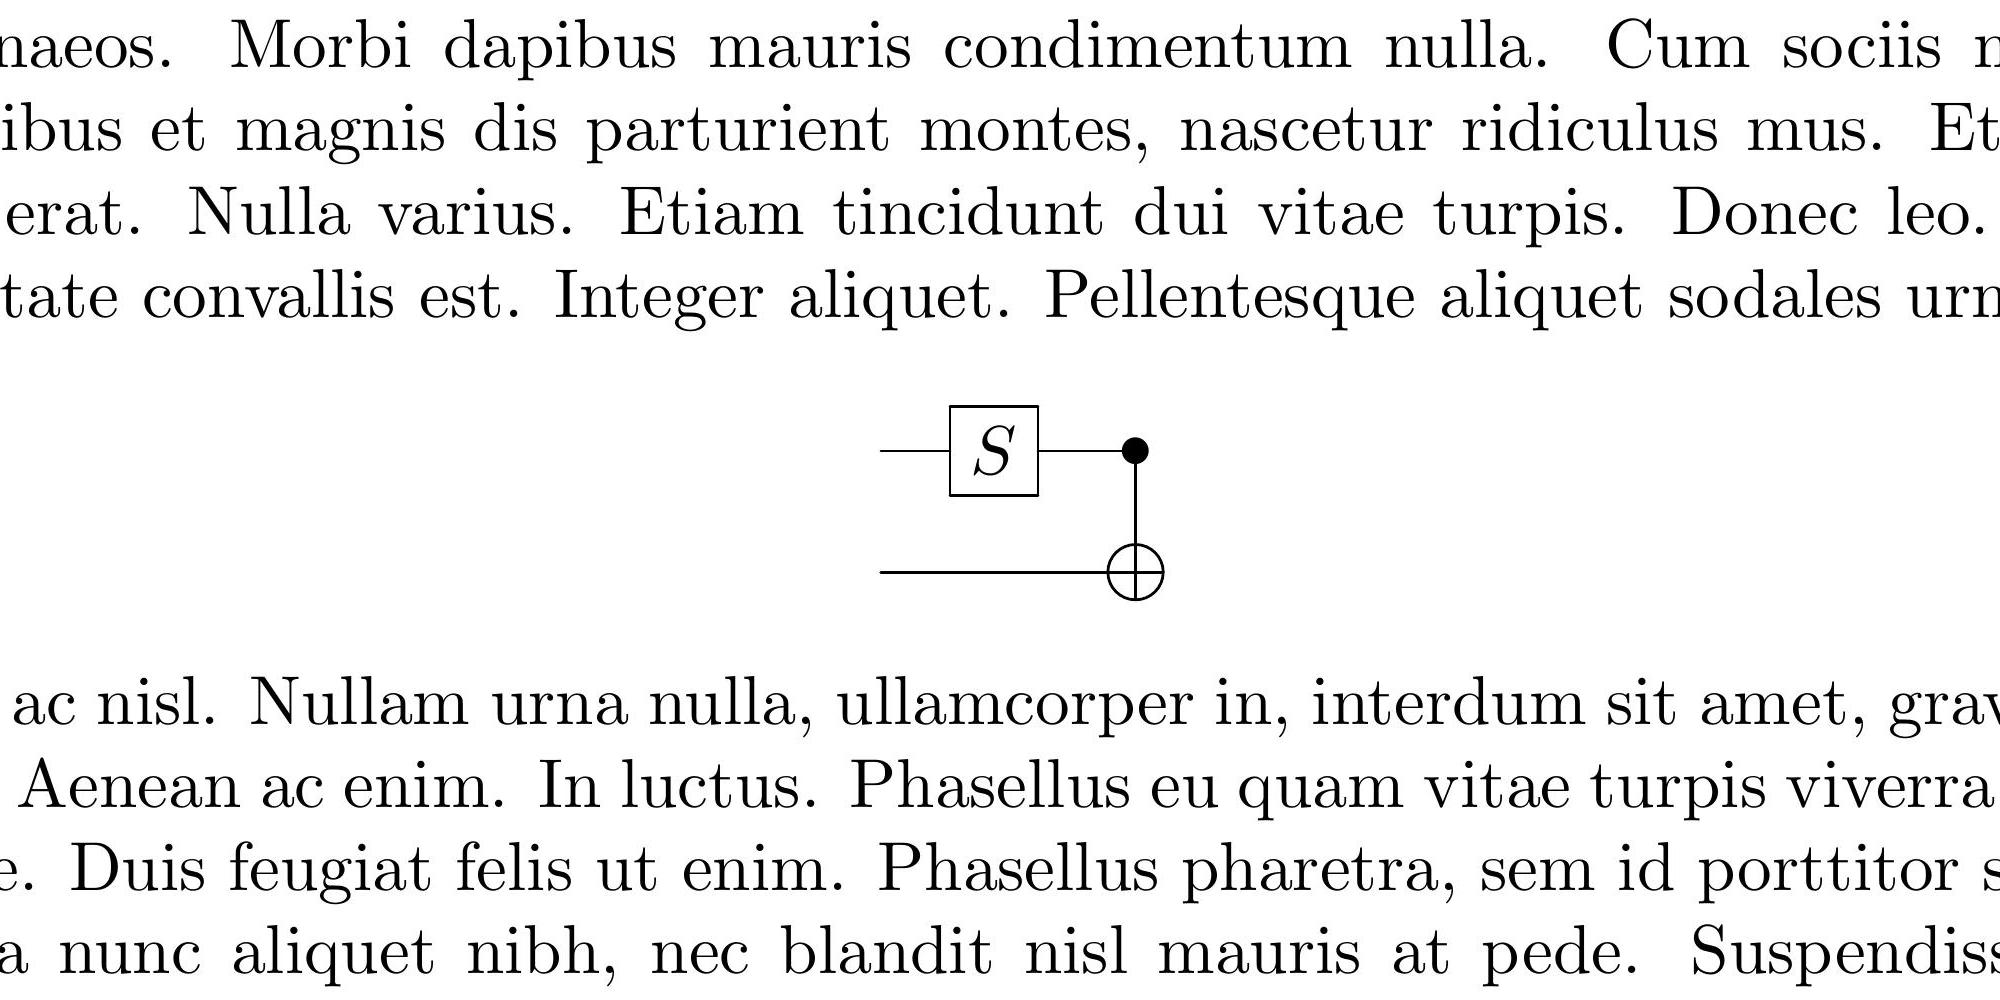 naeos. Morbi dapibus mauris condimentum nulla. Cum sociis n
ibus et magnis dis parturient montes, nascetur ridiculus mus. Et
erat. Nulla varius. Etiam tincidunt dui vitae turpis. Donec leo.
tate convallis est. Integer aliquet. Pellentesque aliquet sodales urn
S
ac nisl. Nullam urna nulla, ullamcorper in, interdum sit amet, grav
Aenean ac enim. In luctus. Phasellus eu quam vitae turpis viverra
e. Duis feugiat felis ut enim. Phasellus pharetra, sem id porttitor s
a nunc aliquet nibh, nec blandit nisl mauris at pede. Suspendiss